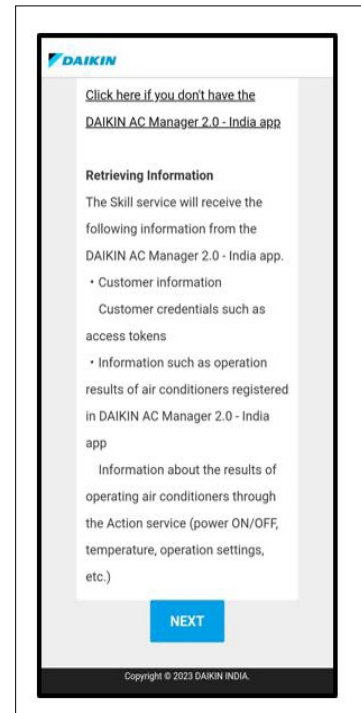 DAIKIN
Click here if you don't have the
DAIKIN AC Manager 2.0 - India app
Retrieving Information
The Skill service will receive the
following information from the
DAIKIN AC Manager 2.0 - India app.
・Customer information
Customer credentials such as
access tokens
・Information such as operation
results of air conditioners registered
in DAIKIN AC Manager 2.0 - India
app
Information about the results of
operating air conditioners through
the Action service (power ON/OFF,
temperature, operation settings,
etc.)
NEXT
Copyright © 2023 DAIKIN INDIA.